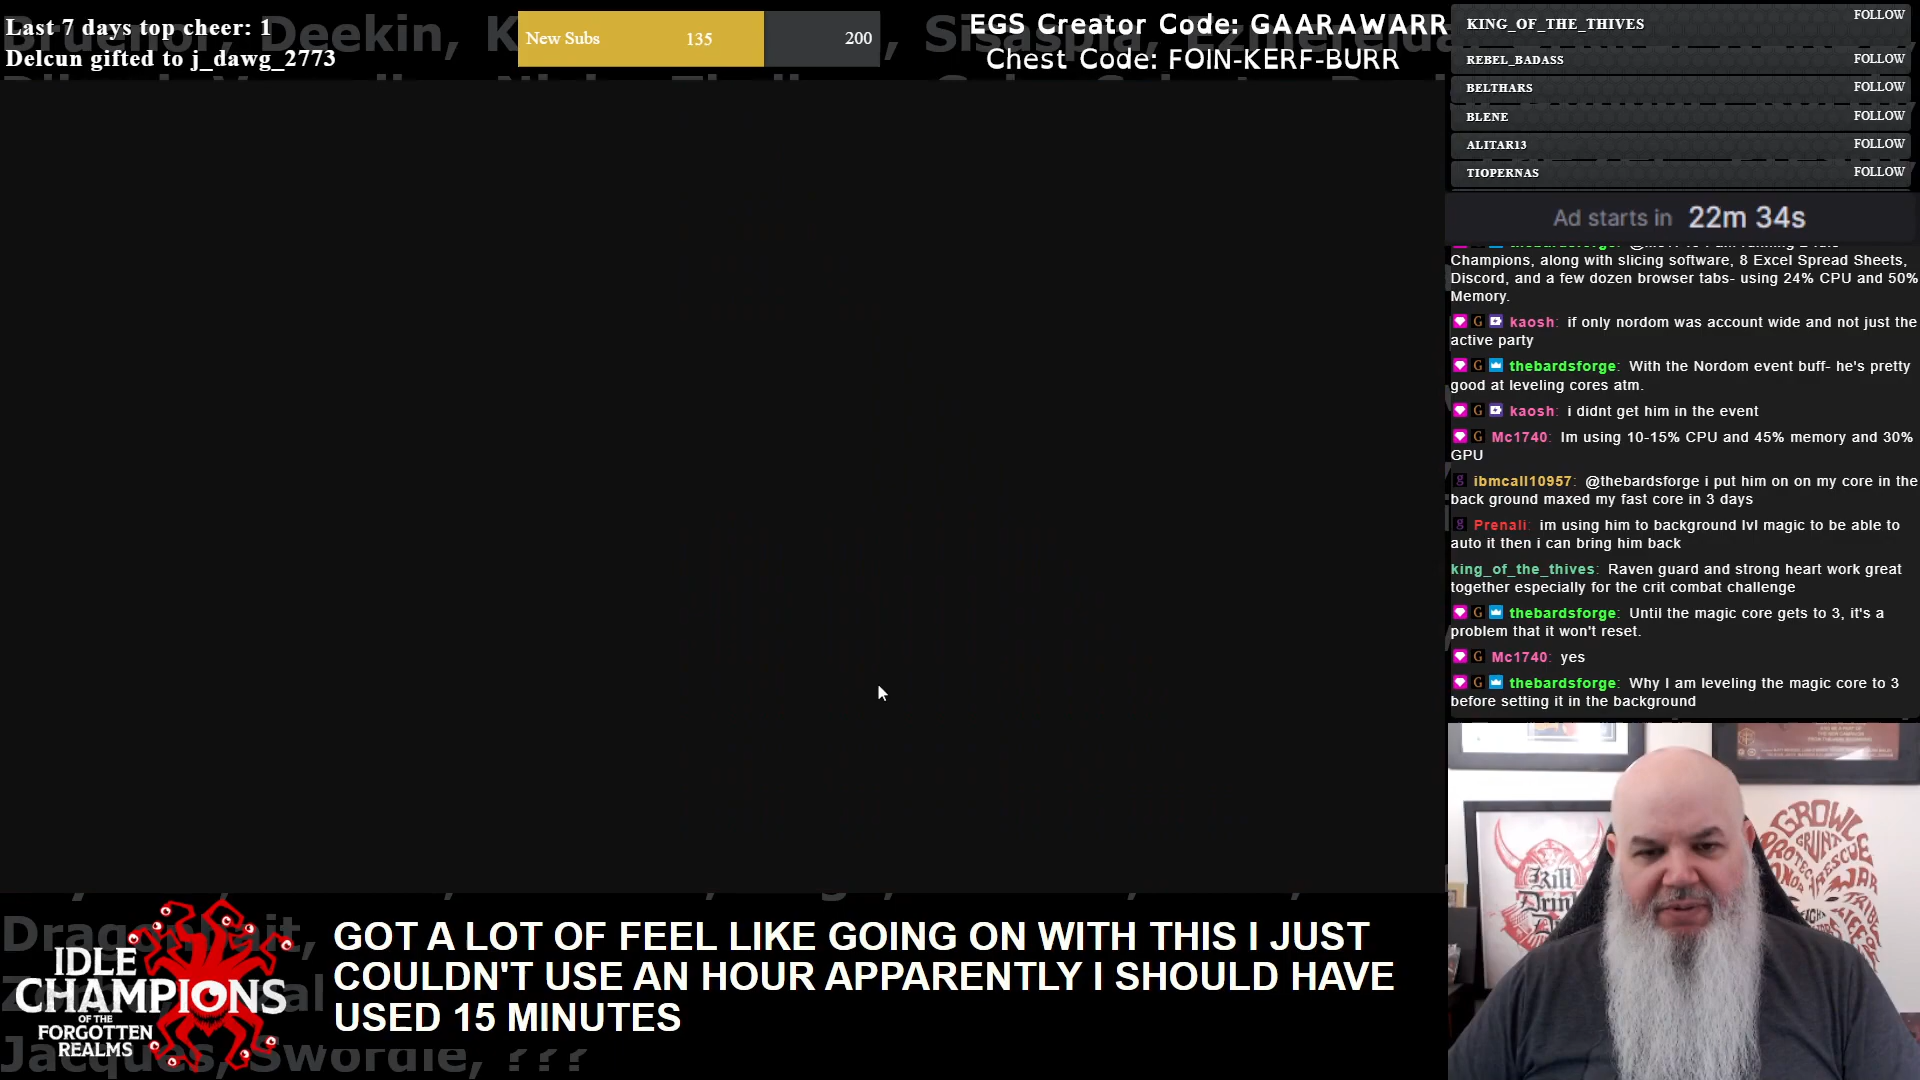 Last 7 days top cheer: 1
Delcun gifted to j_dawg_2773
New Subs 135 200
EGS Creator Code: GAARAWARR
Chest Code: FOIN-KERF-BURR
KING_OF_THE_THIVES FOLLOW
REBEL_BADASS FOLLOW
BELTHARS FOLLOW
BLENE FOLLOW
ALITAR13 FOLLOW
TIOPERNAS FOLLOW
Ad starts in 22m 34s
Champions, along with slicing software, 8 Excel Spread Sheets,
Discord, and a few dozen browser tabs- using 24% CPU and 50%
Memory.
kaosh: if only nordom was account wide and not just the
active party
thebardsforge: With the Nordom event buff- he's pretty
good at leveling cores atm.
kaosh: i didnt get him in the event
Mc1740: Im using 10-15% CPU and 45% memory and 30%
GPU
ibmcall10957: @thebardsforge i put him on on my core in the
back ground maxed my fast core in 3 days
Prenali: im using him to background lvl magic to be able to
auto it then i can bring him back
king_of_the_thives: Raven guard and strong heart work great
together especially for the crit combat challenge
thebardsforge: Until the magic core gets to 3, it's a
problem that it won't reset.
Mc1740: yes
thebardsforge: Why I am leveling the magic core to 3
before setting it in the background
Deekin,
Jacques, Swordie, ???
IDLE
CHAMPIONS
OF THE
FORGOTTEN
REALMS
GOT A LOT OF FEEL LIKE GOING ON WITH THIS I JUST
COULDN'T USE AN HOUR APPARENTLY I SHOULD HAVE
USED 15 MINUTES
Kill
Drink
GROWL
GRUNT
WAR